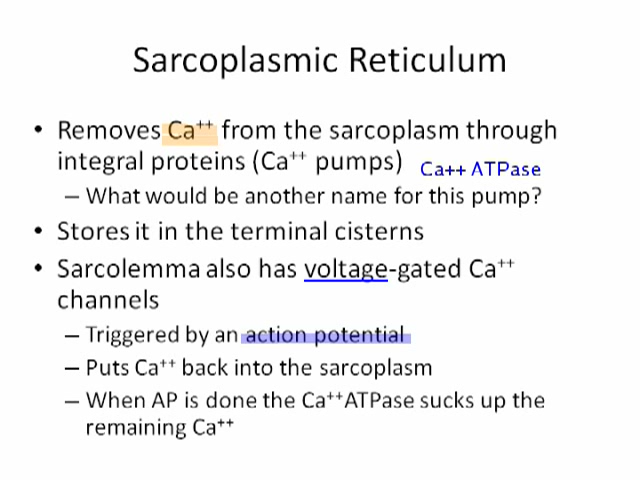 Sarcoplasmic Reticulum
• Removes Ca⁺⁺ from the sarcoplasm through
integral proteins (Ca⁺⁺ pumps) Ca++ ATPase
– What would be another name for this pump?
• Stores it in the terminal cisterns
• Sarcolemma also has voltage-gated Ca⁺⁺
channels
– Triggered by an action potential
– Puts Ca⁺⁺ back into the sarcoplasm
– When AP is done the Ca⁺⁺ATPase sucks up the
remaining Ca⁺⁺